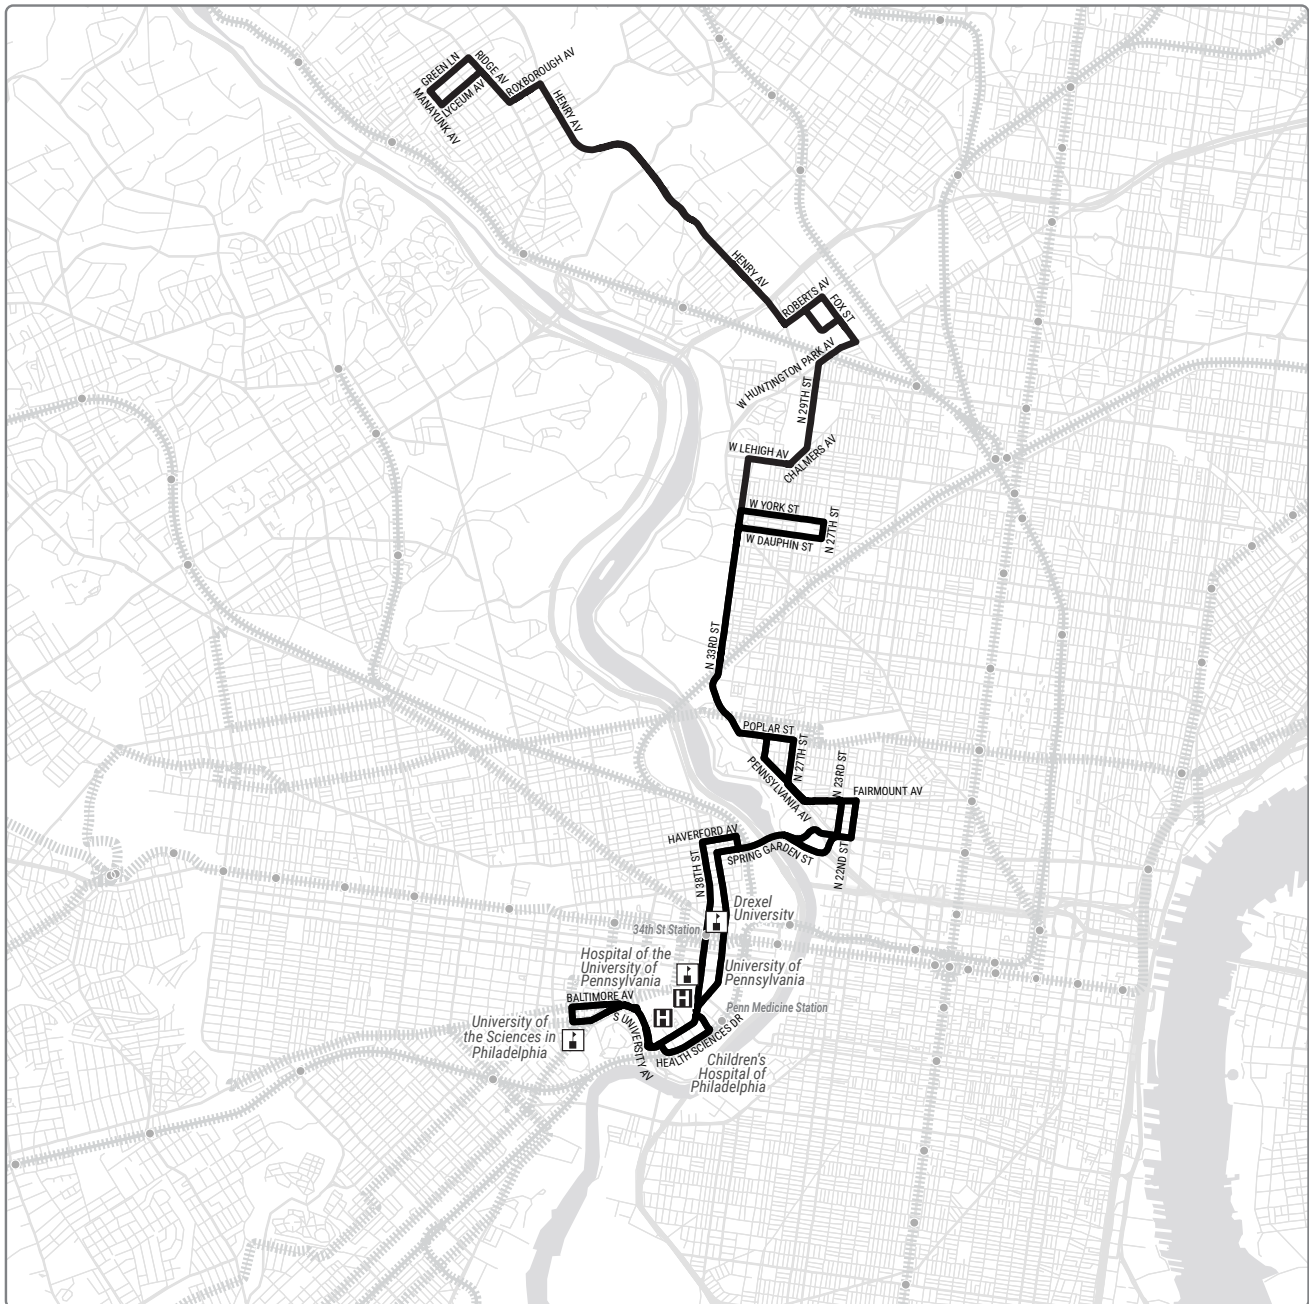 GREEN LN
RIDGE AV
ROXBOROUGH AV
LYCEUM AV
MANAYUNK AV
HENRY AV
HENRY AV
ROBERTS AV
FOX ST
W HUNTINGTON PARK AV
N 29TH ST
W LEHIGH AV
CHALMERS AV
W YORK ST
N 27TH ST
W DAUPHIN ST
N 33RD ST
POPLAR ST
N 27TH ST
PENNSYLVANIA AV
N 23RD ST
FAIRMOUNT AV
HAVERFORD AV
SPRING GARDEN ST
N 22ND ST
N 38TH ST
Drexel
University
34th St Station
Hospital of the
University of
Pennsylvania
University of
Pennsylvania
H
H
BALTIMORE AV
Penn Medicine Station
S UNIVERSITY AV
HEALTH SCIENCES DR
University of
the Sciences in
Philadelphia
Children's
Hospital of
Philadelphia